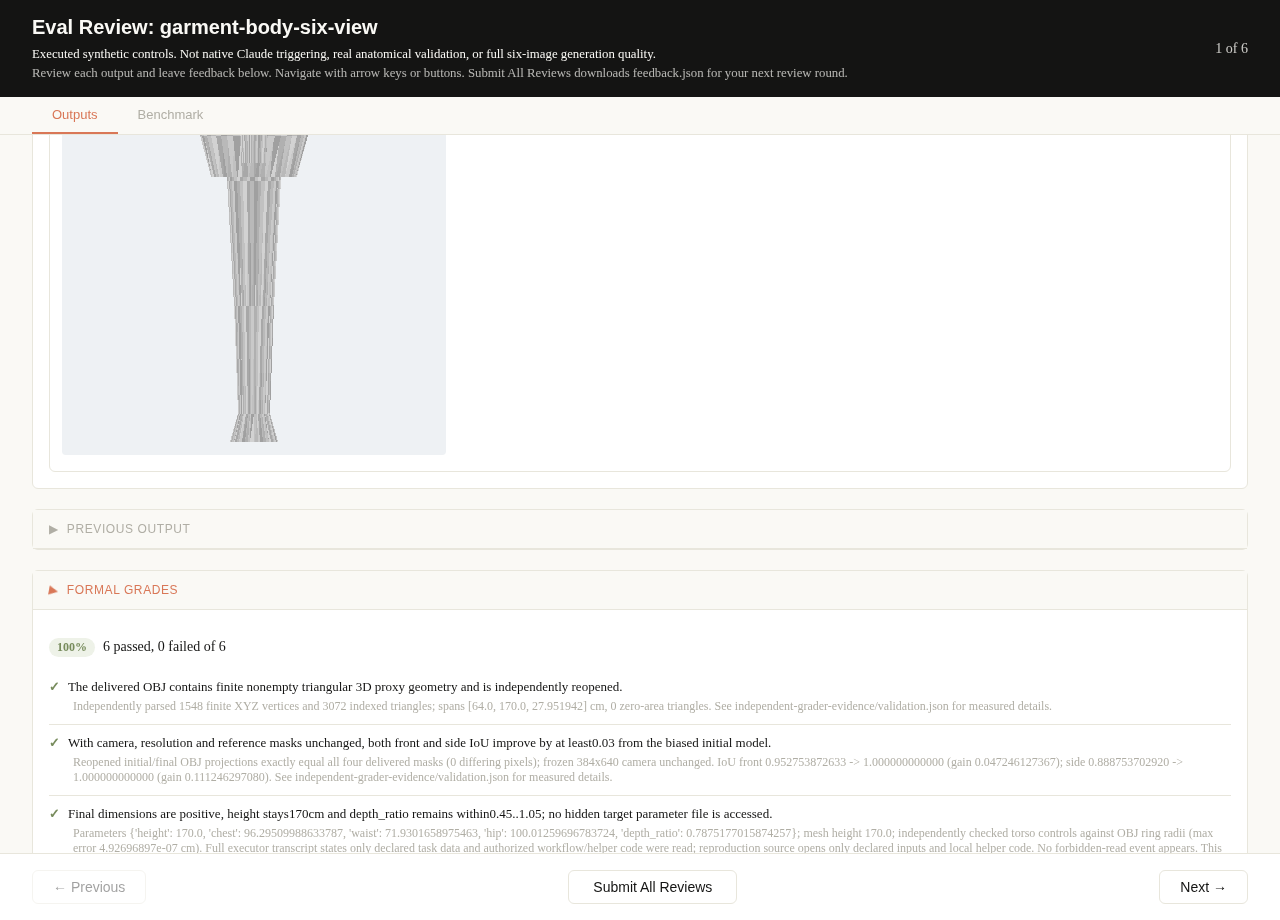 Eval Review: garment-body-six-view
Executed synthetic controls. Not native Claude triggering, real anatomical validation, or full six-image generation quality.
Review each output and leave feedback below. Navigate with arrow keys or buttons. Submit All Reviews downloads feedback.json for your next review round.
1 of 6
Outputs
Benchmark
▶ PREVIOUS OUTPUT
▶ FORMAL GRADES
100% 6 passed, 0 failed of 6
✓ The delivered OBJ contains finite nonempty triangular 3D proxy geometry and is independently reopened.
Independently parsed 1548 finite XYZ vertices and 3072 indexed triangles; spans [64.0, 170.0, 27.951942] cm, 0 zero-area triangles. See independent-grader-evidence/validation.json for measured details.
✓ With camera, resolution and reference masks unchanged, both front and side IoU improve by at least0.03 from the biased initial model.
Reopened initial/final OBJ projections exactly equal all four delivered masks (0 differing pixels); frozen 384x640 camera unchanged. IoU front 0.952753872633 -> 1.000000000000 (gain 0.047246127367); side 0.888753702920 ->
1.000000000000 (gain 0.111246297080). See independent-grader-evidence/validation.json for measured details.
✓ Final dimensions are positive, height stays170cm and depth_ratio remains within0.45..1.05; no hidden target parameter file is accessed.
Parameters {'height': 170.0, 'chest': 96.29509988633787, 'waist': 71.9301658975463, 'hip': 100.01259696783724, 'depth_ratio': 0.7875177015874257}; mesh height 170.0; independently checked torso controls against OBJ ring radii (max
error 4.92696897e-07 cm). Full executor transcript states only declared task data and authorized workflow/helper code were read; reproduction source opens only declared inputs and local helper code. No forbidden-read event appears. This
← Previous
Submit All Reviews
Next →